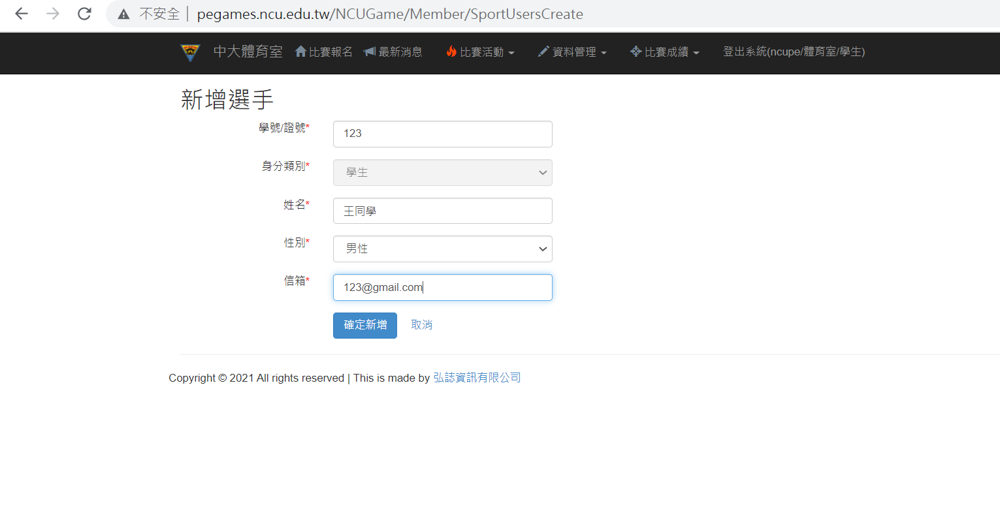 不安全 | pegames.ncu.edu.tw/NCUGame/Member/SportUsersCreate
中大體育室 比賽報名 最新消息 比賽活動 資料管理 比賽成績 登出系統(ncupe/體育室/學生)
新增選手
學號/證號* 123
身分類別* 學生
姓名* 王同學
性別* 男性
信箱* 123@gmail.com
確定新增 取消
Copyright © 2021 All rights reserved | This is made by 弘誌資訊有限公司